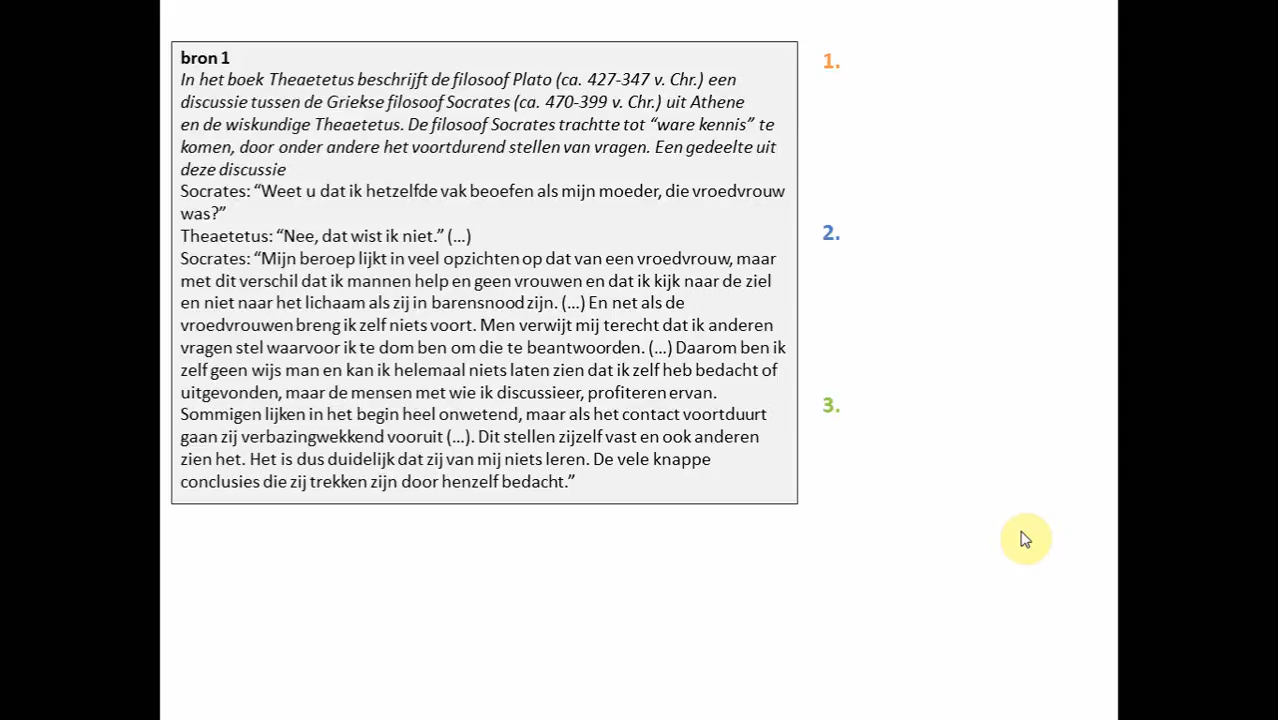 bron 1
In het boek Theaetetus beschrijft de filosoof Plato (ca. 427-347 v. Chr.) een
discussie tussen de Griekse filosoof Socrates (ca. 470-399 v. Chr.) uit Athene
en de wiskundige Theaetetus. De filosoof Socrates trachtte tot “ware kennis” te
komen, door onder andere het voortdurend stellen van vragen. Een gedeelte uit
deze discussie
Socrates: “Weet u dat ik hetzelfde vak beoefen als mijn moeder, die vroedvrouw
was?”
Theaetetus: “Nee, dat wist ik niet.” (…)
Socrates: “Mijn beroep lijkt in veel opzichten op dat van een vroedvrouw, maar
met dit verschil dat ik mannen help en geen vrouwen en dat ik kijk naar de ziel
en niet naar het lichaam als zij in barensnood zijn. (…) En net als de
vroedvrouwen breng ik zelf niets voort. Men verwijt mij terecht dat ik anderen
vragen stel waarvoor ik te dom ben om die te beantwoorden. (…) Daarom ben ik
zelf geen wijs man en kan ik helemaal niets laten zien dat ik zelf heb bedacht of
uitgevonden, maar de mensen met wie ik discussieer, profiteren ervan.
Sommigen lijken in het begin heel onwetend, maar als het contact voortduurt
gaan zij verbazingwekkend vooruit (…). Dit stellen zijzelf vast en ook anderen
zien het. Het is dus duidelijk dat zij van mij niets leren. De vele knappe
conclusies die zij trekken zijn door henzelf bedacht.”
1.
2.
3.